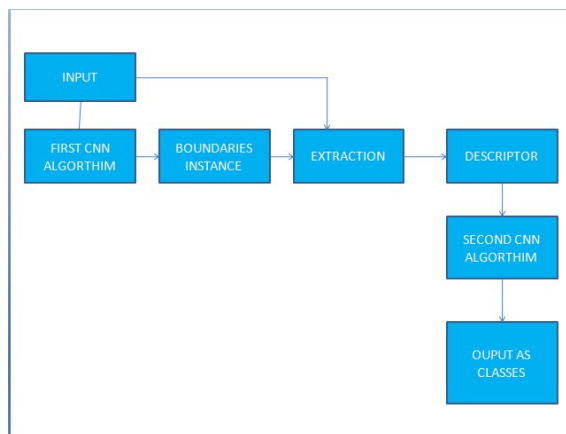 INPUT
FIRST CNN
ALGORTHIM
BOUNDARIES
INSTANCE
EXTRACTION
DESCRIPTOR
SECOND CNN
ALGORTHIM
OUPUT AS
CLASSES